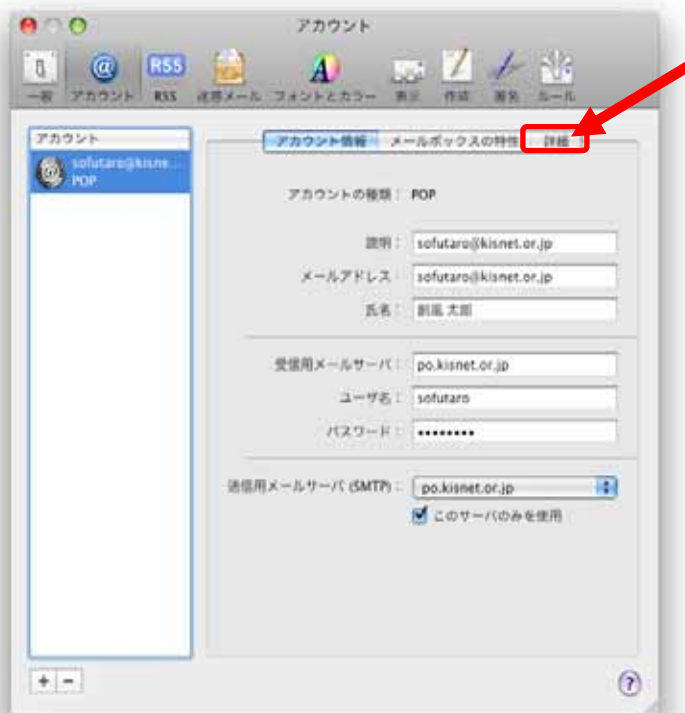 アカウント
一般 アカウント RSS 迷惑メール フォントとカラー 表示 作成 署名 ルール
アカウント
sofutaro@kisne...
POP
アカウント情報 メールボックスの特性 詳細
アカウントの種類： POP
説明： sofutaro@kisnet.or.jp
メールアドレス： sofutaro@kisnet.or.jp
氏名： 創風 太郎
受信用メールサーバ： po.kisnet.or.jp
ユーザ名： sofutaro
パスワード： ••••••••
送信用メールサーバ (SMTP)： po.kisnet.or.jp
このサーバのみを使用